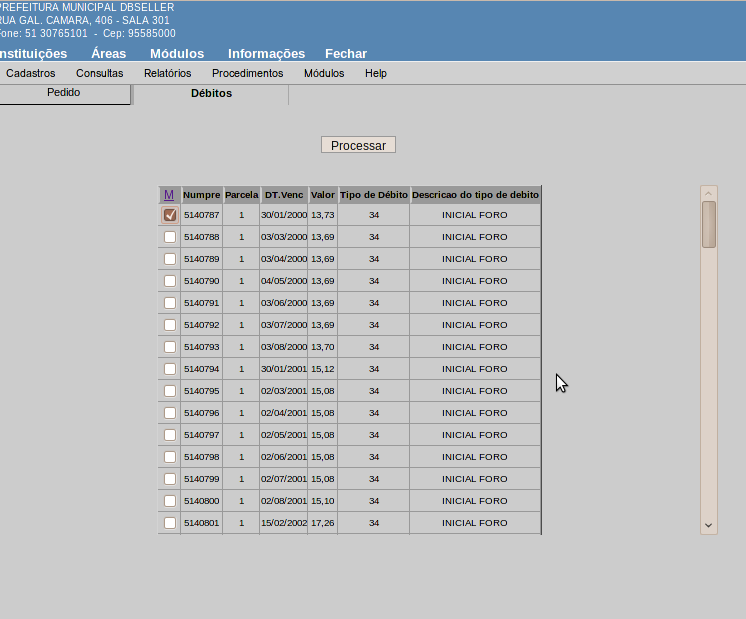 PREFEITURA MUNICIPAL DBSELLER
RUA GAL. CAMARA, 406 - SALA 301
Fone: 51 30765101 - Cep: 95585000
Instituições Áreas Módulos Informações Fechar
Cadastros Consultas Relatórios Procedimentos Módulos Help
Pedido Débitos
Processar
M Numpre Parcela DT.Venc Valor Tipo de Débito Descricao do tipo de debito
5140787 1 30/01/2000 13,73 34 INICIAL FORO
5140788 1 03/03/2000 13,69 34 INICIAL FORO
5140789 1 03/04/2000 13,69 34 INICIAL FORO
5140790 1 04/05/2000 13,69 34 INICIAL FORO
5140791 1 03/06/2000 13,69 34 INICIAL FORO
5140792 1 03/07/2000 13,69 34 INICIAL FORO
5140793 1 03/08/2000 13,70 34 INICIAL FORO
5140794 1 30/01/2001 15,12 34 INICIAL FORO
5140795 1 02/03/2001 15,08 34 INICIAL FORO
5140796 1 02/04/2001 15,08 34 INICIAL FORO
5140797 1 02/05/2001 15,08 34 INICIAL FORO
5140798 1 02/06/2001 15,08 34 INICIAL FORO
5140799 1 02/07/2001 15,08 34 INICIAL FORO
5140800 1 02/08/2001 15,10 34 INICIAL FORO
5140801 1 15/02/2002 17,26 34 INICIAL FORO